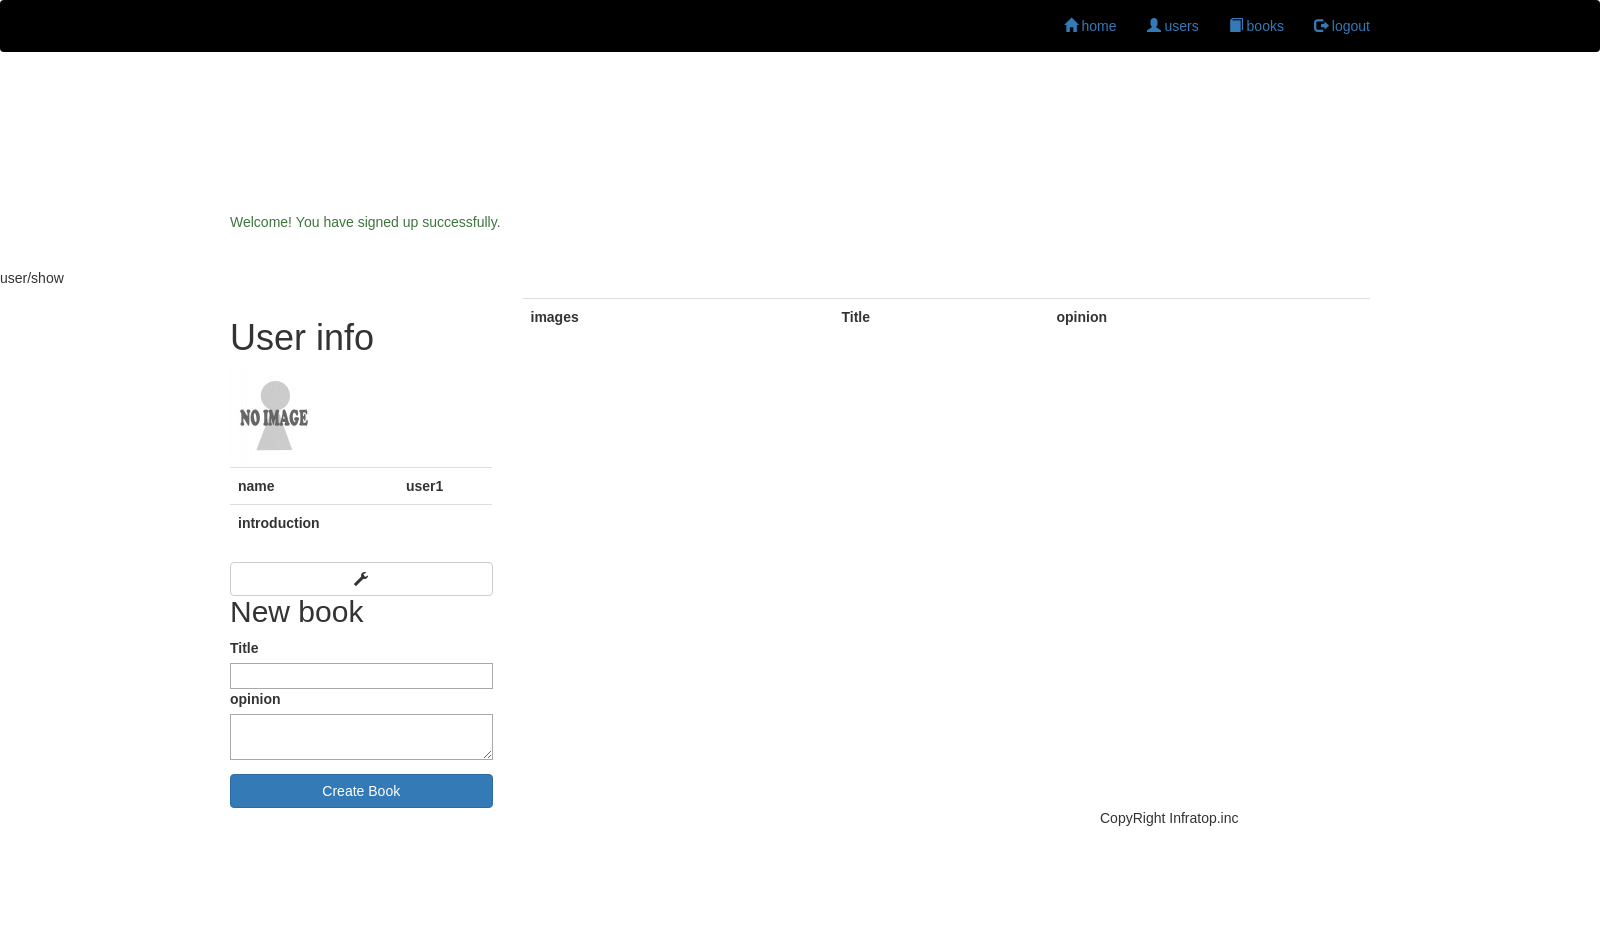 home users books logout
Welcome! You have signed up successfully.
user/show
images Title opinion
User info
NO IMAGE
name user1
introduction
New book
Title
opinion
Create Book
CopyRight Infratop.inc